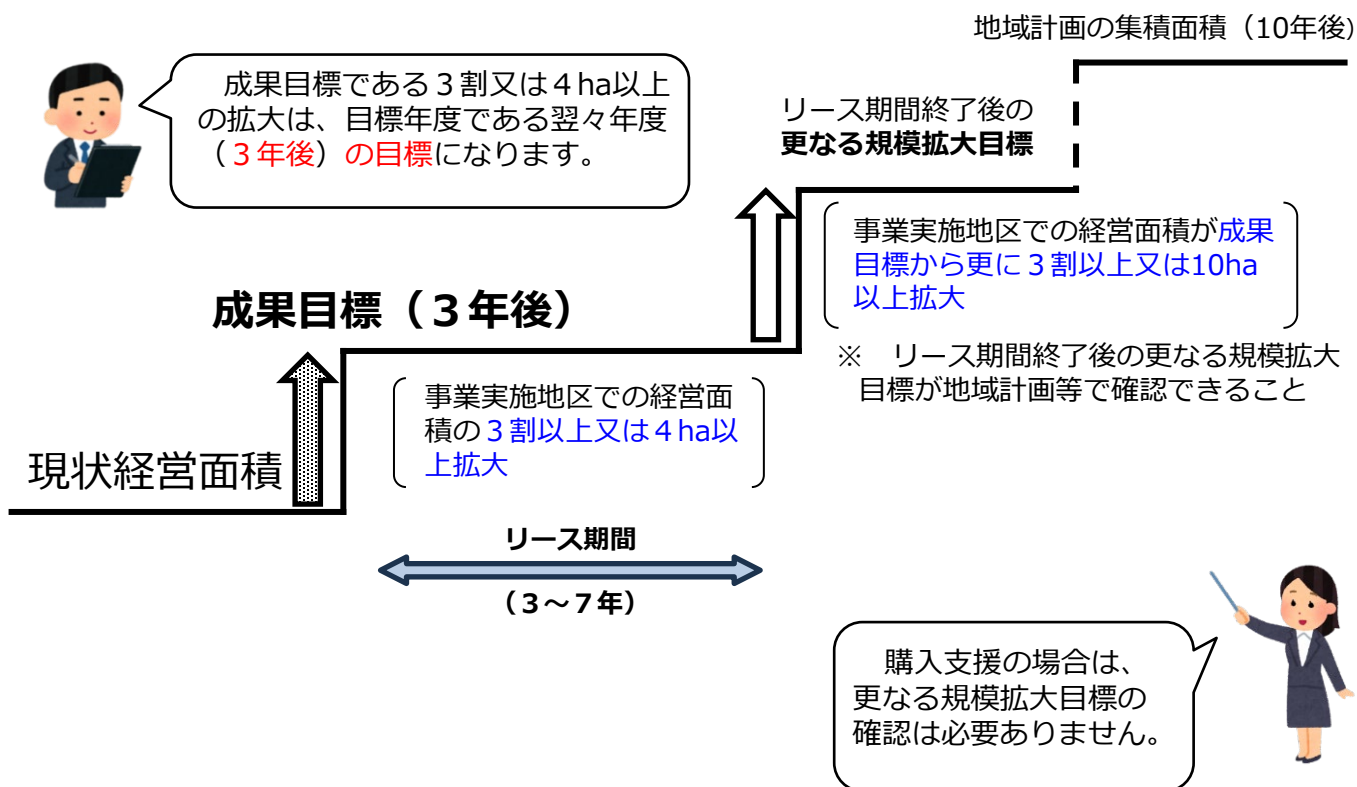 地域計画の集積面積（10年後）
成果目標である３割又は４ha以上
の拡大は、目標年度である翌々年度
（３年後）の目標になります。
リース期間終了後の
更なる規模拡大目標
事業実施地区での経営面積が成果
目標から更に３割以上又は10ha
以上拡大
※　リース期間終了後の更なる規模拡大
目標が地域計画等で確認できること
成果目標（３年後）
事業実施地区での経営面
積の３割以上又は４ha以
上拡大
現状経営面積
リース期間
（３～７年）
購入支援の場合は、
更なる規模拡大目標の
確認は必要ありません。